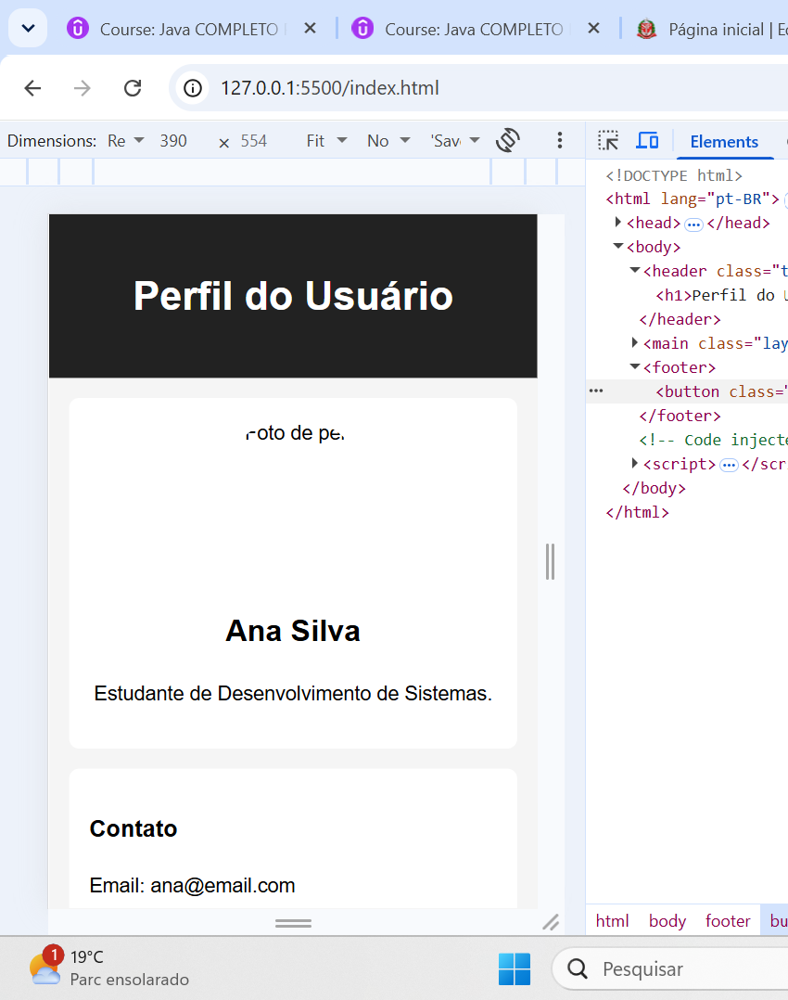 Course: Java COMPLETO
Course: Java COMPLETO
Página inicial | Ed
127.0.0.1:5500/index.html
Dimensions: Re 390 × 554 Fit No 'Sav
Elements
<!DOCTYPE html>
<html lang="pt-BR">
<head> … </head>
<body>
<header class="t
<h1>Perfil do U
</header>
<main class="lay
<footer>
<button class=
</footer>
<!-- Code injecte
<script> … </scr
</body>
</html>
Perfil do Usuário
Foto de per
Ana Silva
Estudante de Desenvolvimento de Sistemas.
Contato
Email: ana@email.com
html body footer bu
1
19°C
Parc ensolarado
Pesquisar